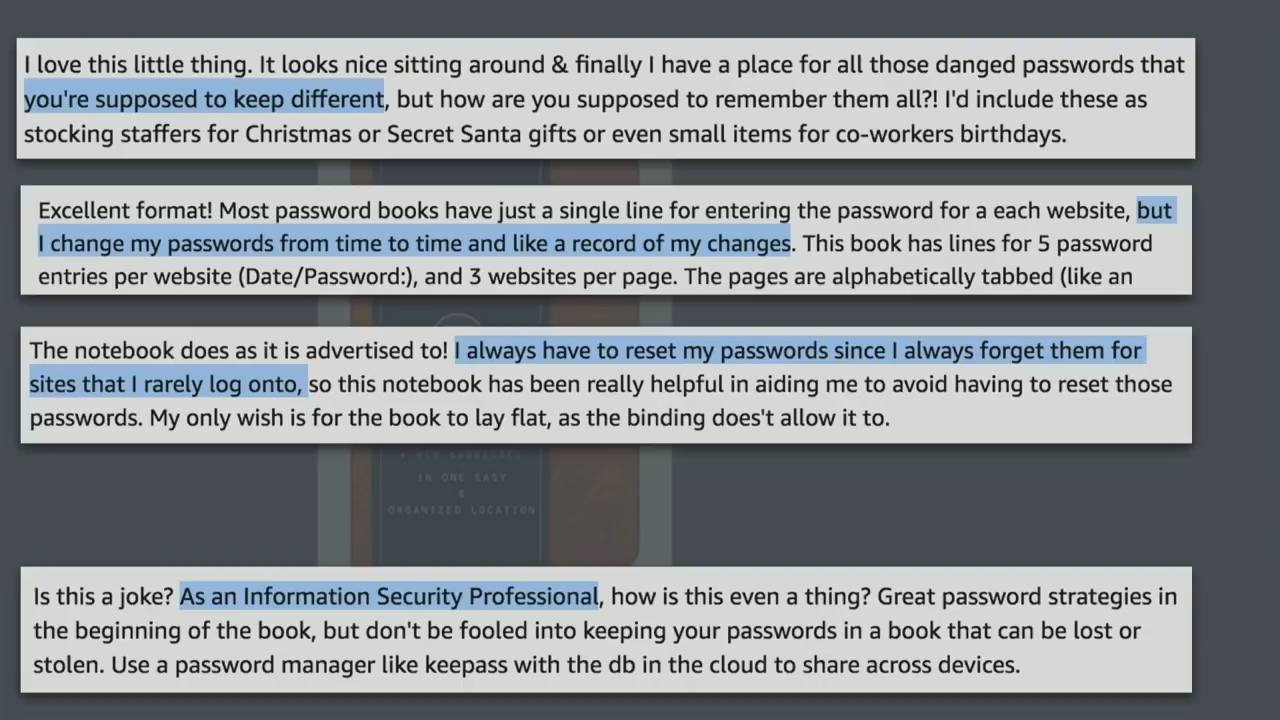 I love this little thing. It looks nice sitting around & finally I have a place for all those danged passwords that
you're supposed to keep different, but how are you supposed to remember them all?! I'd include these as
stocking staffers for Christmas or Secret Santa gifts or even small items for co-workers birthdays.
Excellent format! Most password books have just a single line for entering the password for a each website, but
I change my passwords from time to time and like a record of my changes. This book has lines for 5 password
entries per website (Date/Password:), and 3 websites per page. The pages are alphabetically tabbed (like an
The notebook does as it is advertised to! I always have to reset my passwords since I always forget them for
sites that I rarely log onto, so this notebook has been really helpful in aiding me to avoid having to reset those
passwords. My only wish is for the book to lay flat, as the binding does't allow it to.
IN ONE EASY
&
ORGANIZED LOCATION
Is this a joke? As an Information Security Professional, how is this even a thing? Great password strategies in
the beginning of the book, but don't be fooled into keeping your passwords in a book that can be lost or
stolen. Use a password manager like keepass with the db in the cloud to share across devices.